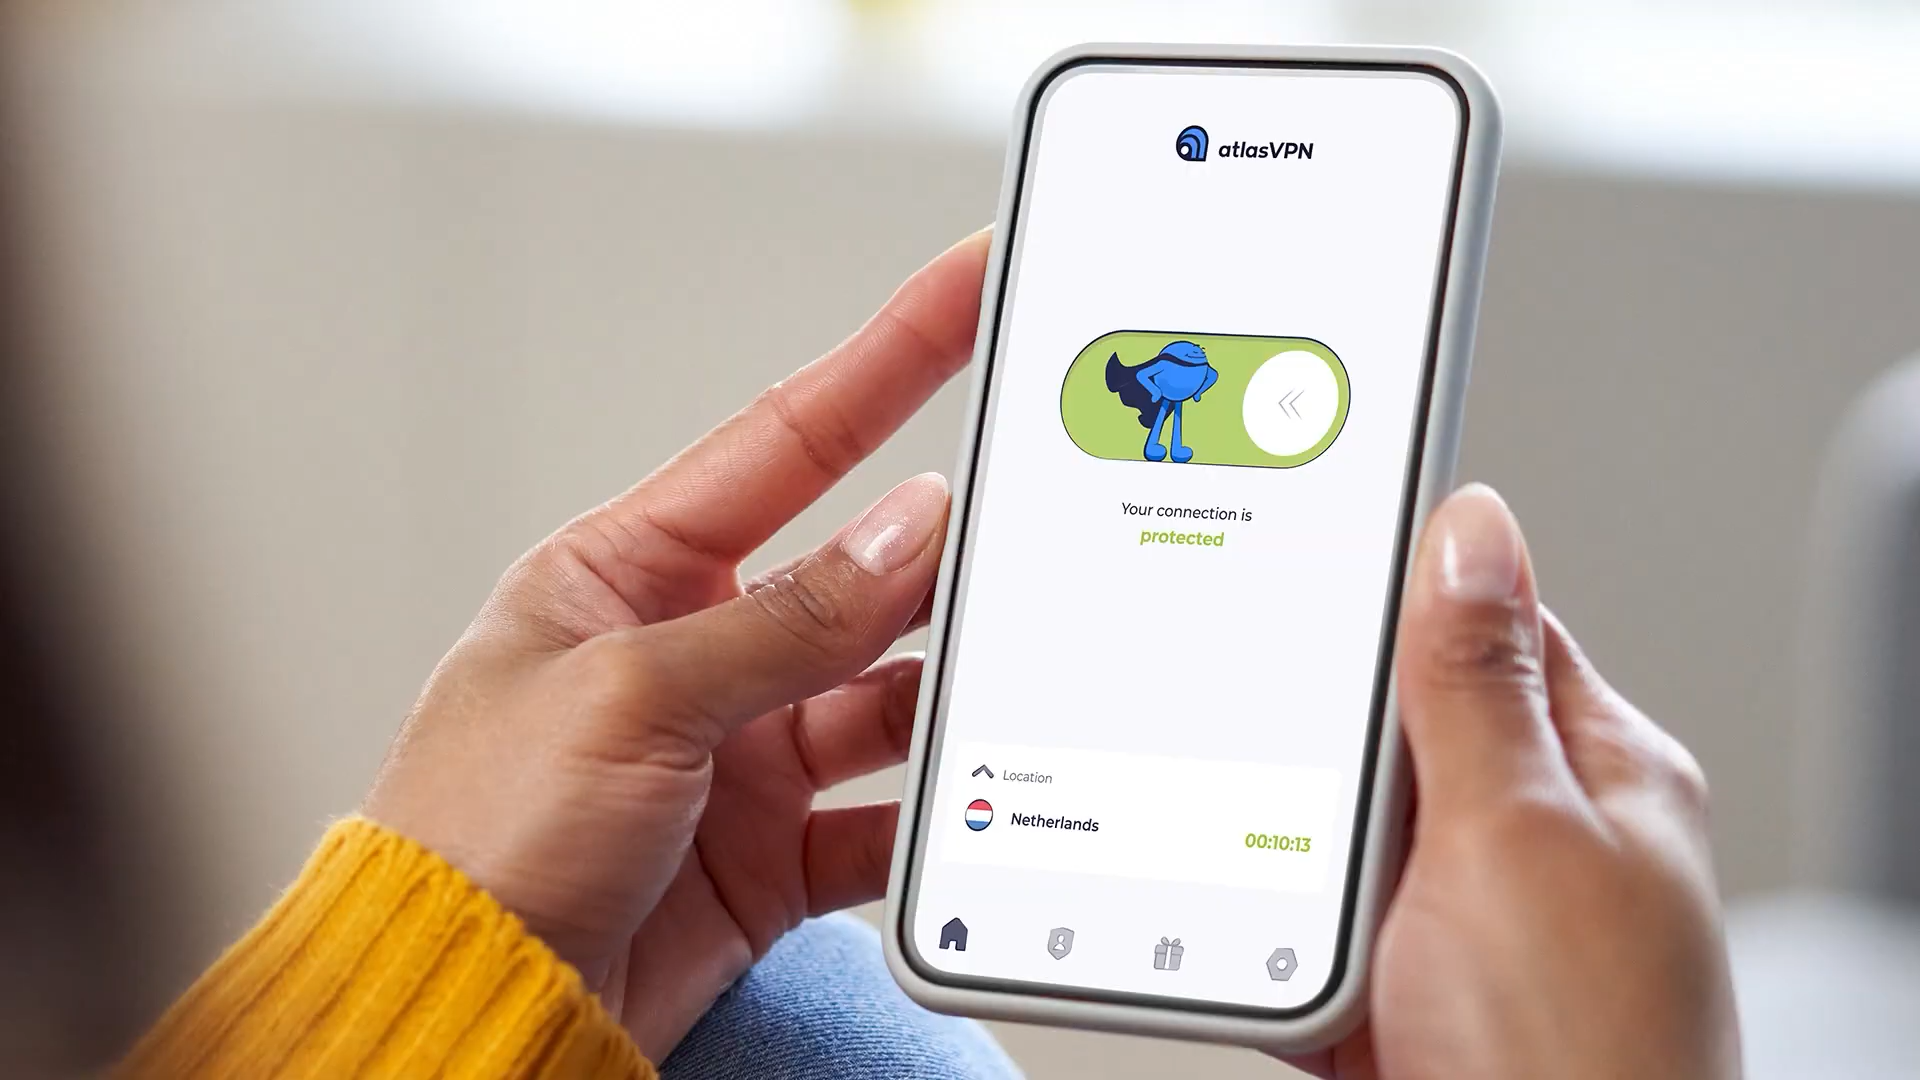 atlasVPN
Your connection is
protected
Location
Netherlands
00:10:13